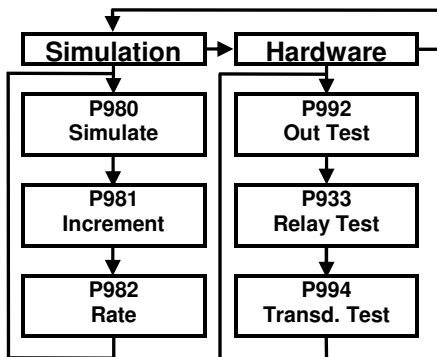 Simulation
Hardware
P980
Simulate
P992
Out Test
P981
Increment
P933
Relay Test
P982
Rate
P994
Transd. Test